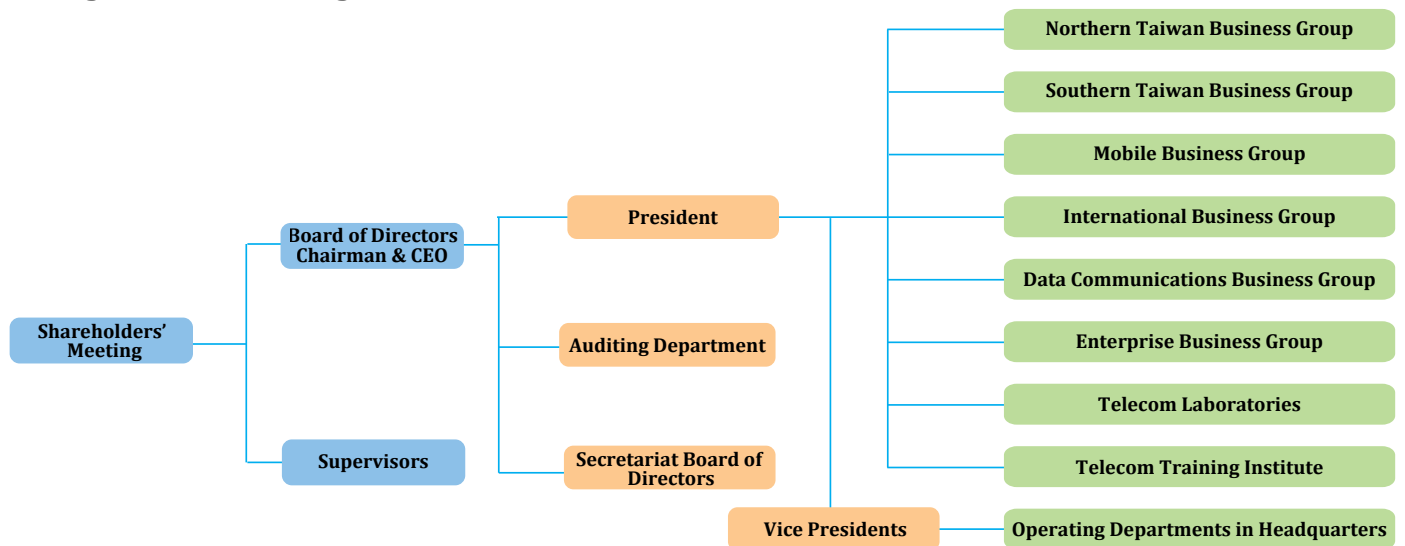 Northern Taiwan Business Group
Southern Taiwan Business Group
Mobile Business Group
President
International Business Group
Board of Directors
Chairman & CEO
Data Communications Business Group
Shareholders’
Meeting
Auditing Department
Enterprise Business Group
Telecom Laboratories
Supervisors
Secretariat Board of
Directors
Telecom Training Institute
Vice Presidents
Operating Departments in Headquarters